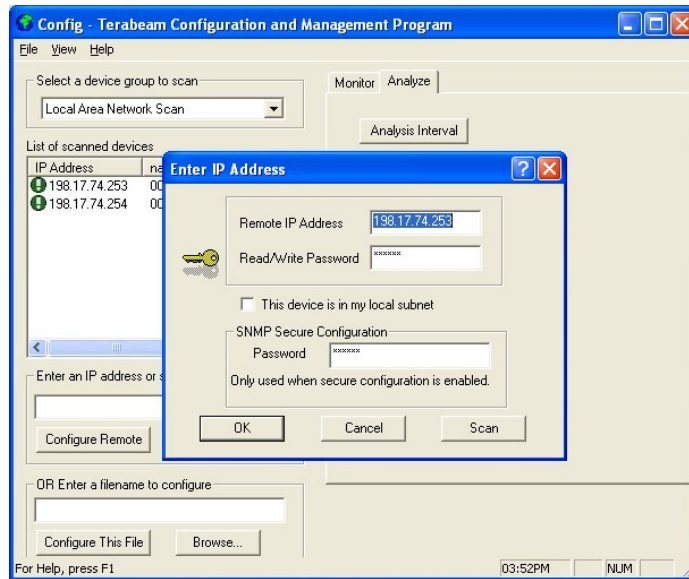 Config - Terabeam Configuration and Management Program
File View Help
Select a device group to scan
Local Area Network Scan
List of scanned devices
IP Address
198.17.74.253 00
198.17.74.254 00
Enter an IP address or
Configure Remote
OR Enter a filename to configure
Configure This File
Browse...
For Help, press F1
Monitor
Analyze
Analysis Interval
Enter IP Address
Remote IP Address 198.17.74.253
Read/Write Password xxxxxx
This device is in my local subnet
SNMP Secure Configuration
Password xxxxxx
Only used when secure configuration is enabled.
OK
Cancel
Scan
03:52PM
NUM